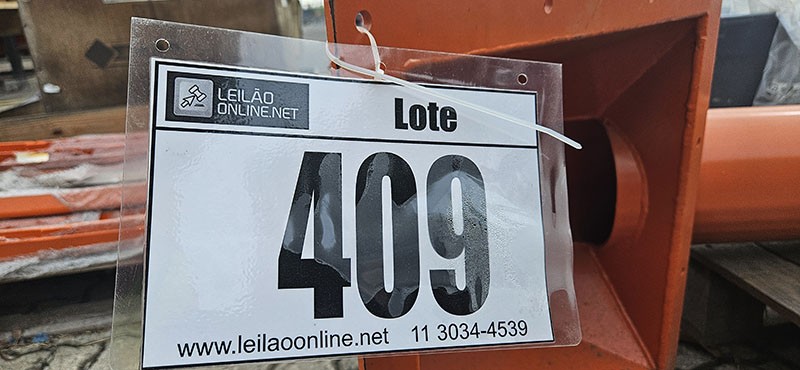 LEILÃO
ONLINE.NET
Lote
409
www.leilaoonline.net 11 3034-4539